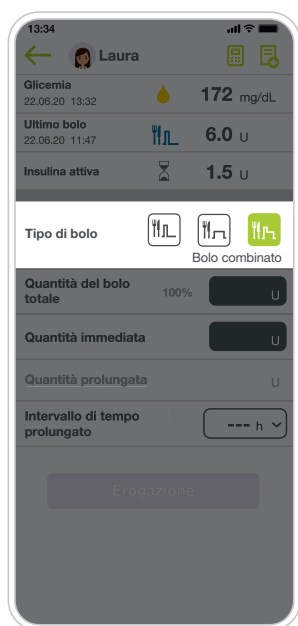 13:34
Laura
Glicemia
22.06.20 13:32
172 mg/dL
Ultimo bolo
22.06.20 11:47
6.0 U
Insulina attiva
1.5 U
Tipo di bolo
Bolo combinato
Quantità del bolo
totale
100%
U
Quantità immediata
U
Quantità prolungata
U
Intervallo di tempo
prolungato
--- h
Erogazione